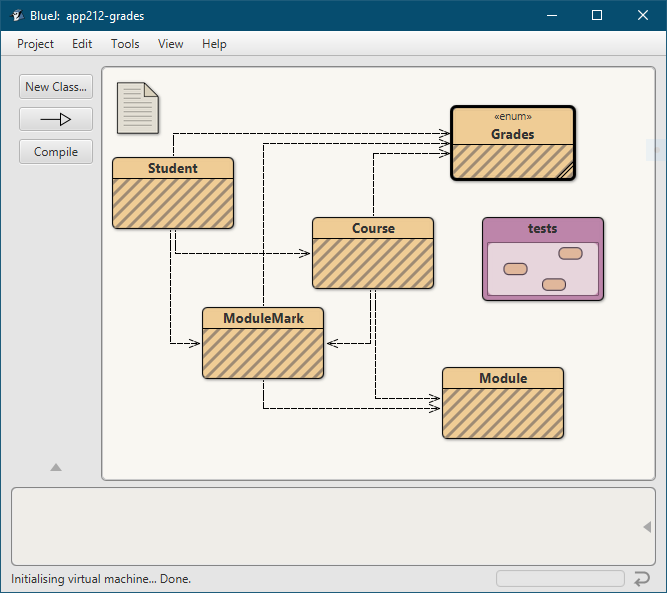 BlueJ: app212-grades
Project Edit Tools View Help
New Class...
Compile
«enum»
Grades
Student
Course
tests
ModuleMark
Module
Initialising virtual machine... Done.